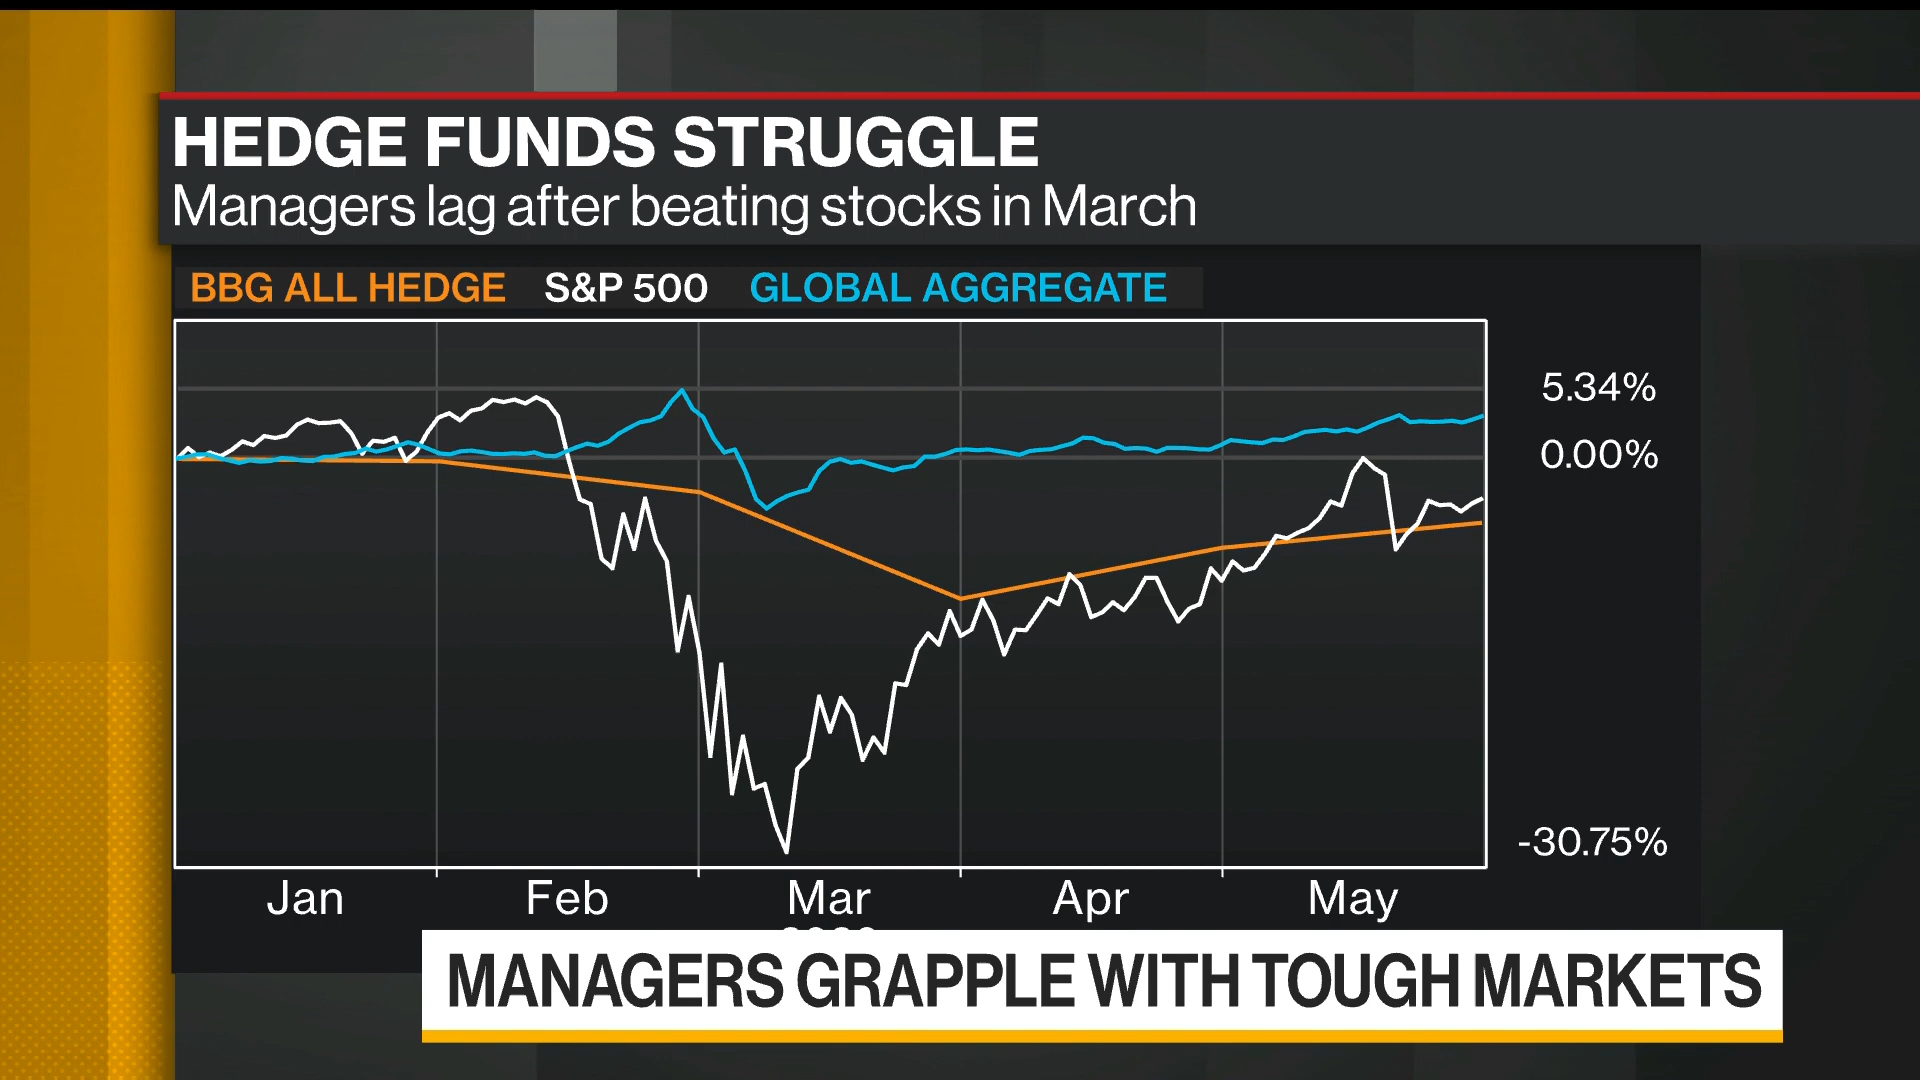 HEDGE FUNDS STRUGGLE
Managers lag after beating stocks in March
BBG ALL HEDGE S&P 500 GLOBAL AGGREGATE
5.34%
0.00%
-30.75%
Jan Feb Mar Apr May
MANAGERS GRAPPLE WITH TOUGH MARKETS